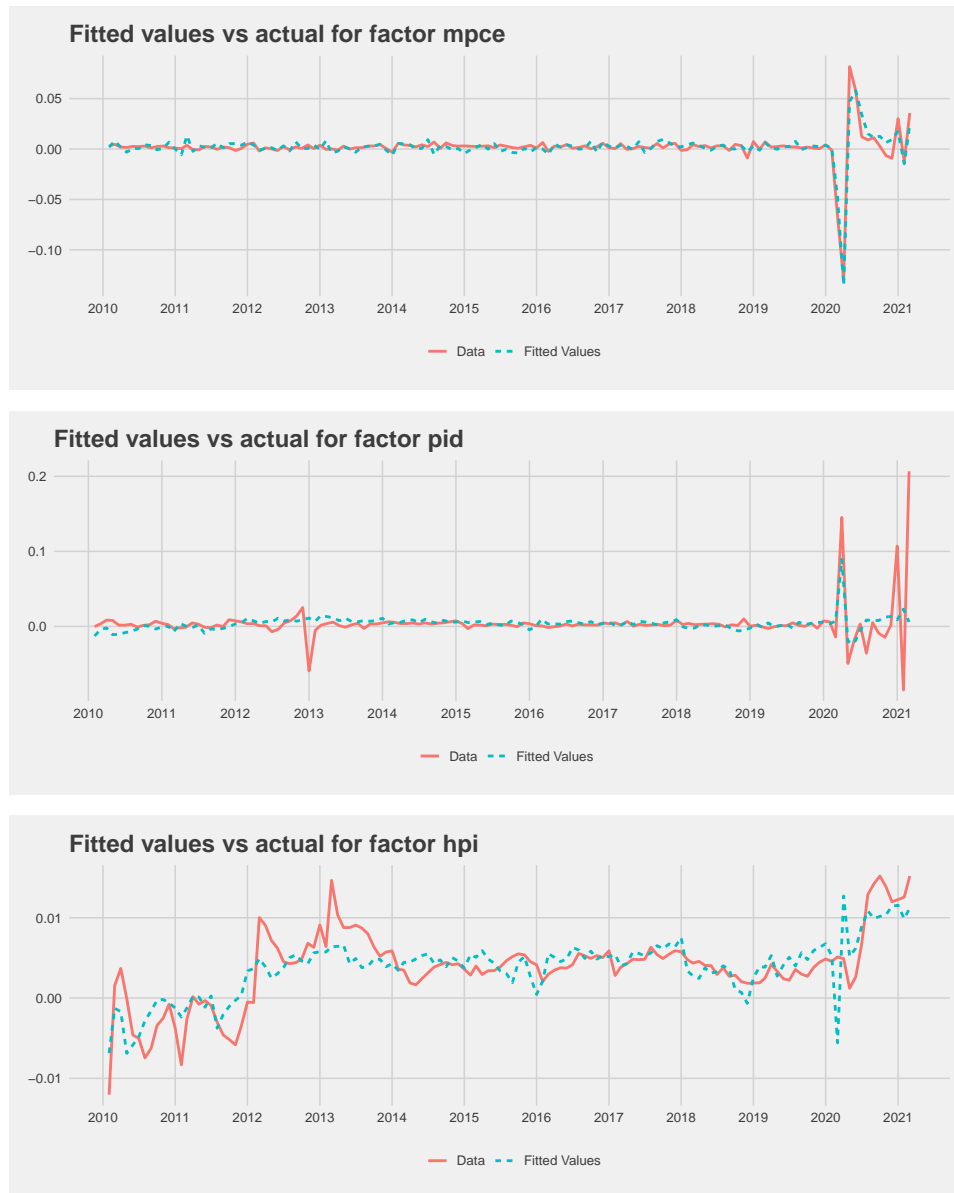 Fitted values vs actual for factor mpce
0.05
0.00
−0.05
−0.10
2010 2011 2012 2013 2014 2015 2016 2017 2018 2019 2020 2021
Data Fitted Values
Fitted values vs actual for factor pid
0.2
0.1
0.0
2010 2011 2012 2013 2014 2015 2016 2017 2018 2019 2020 2021
Data Fitted Values
Fitted values vs actual for factor hpi
0.01
0.00
−0.01
2010 2011 2012 2013 2014 2015 2016 2017 2018 2019 2020 2021
Data Fitted Values